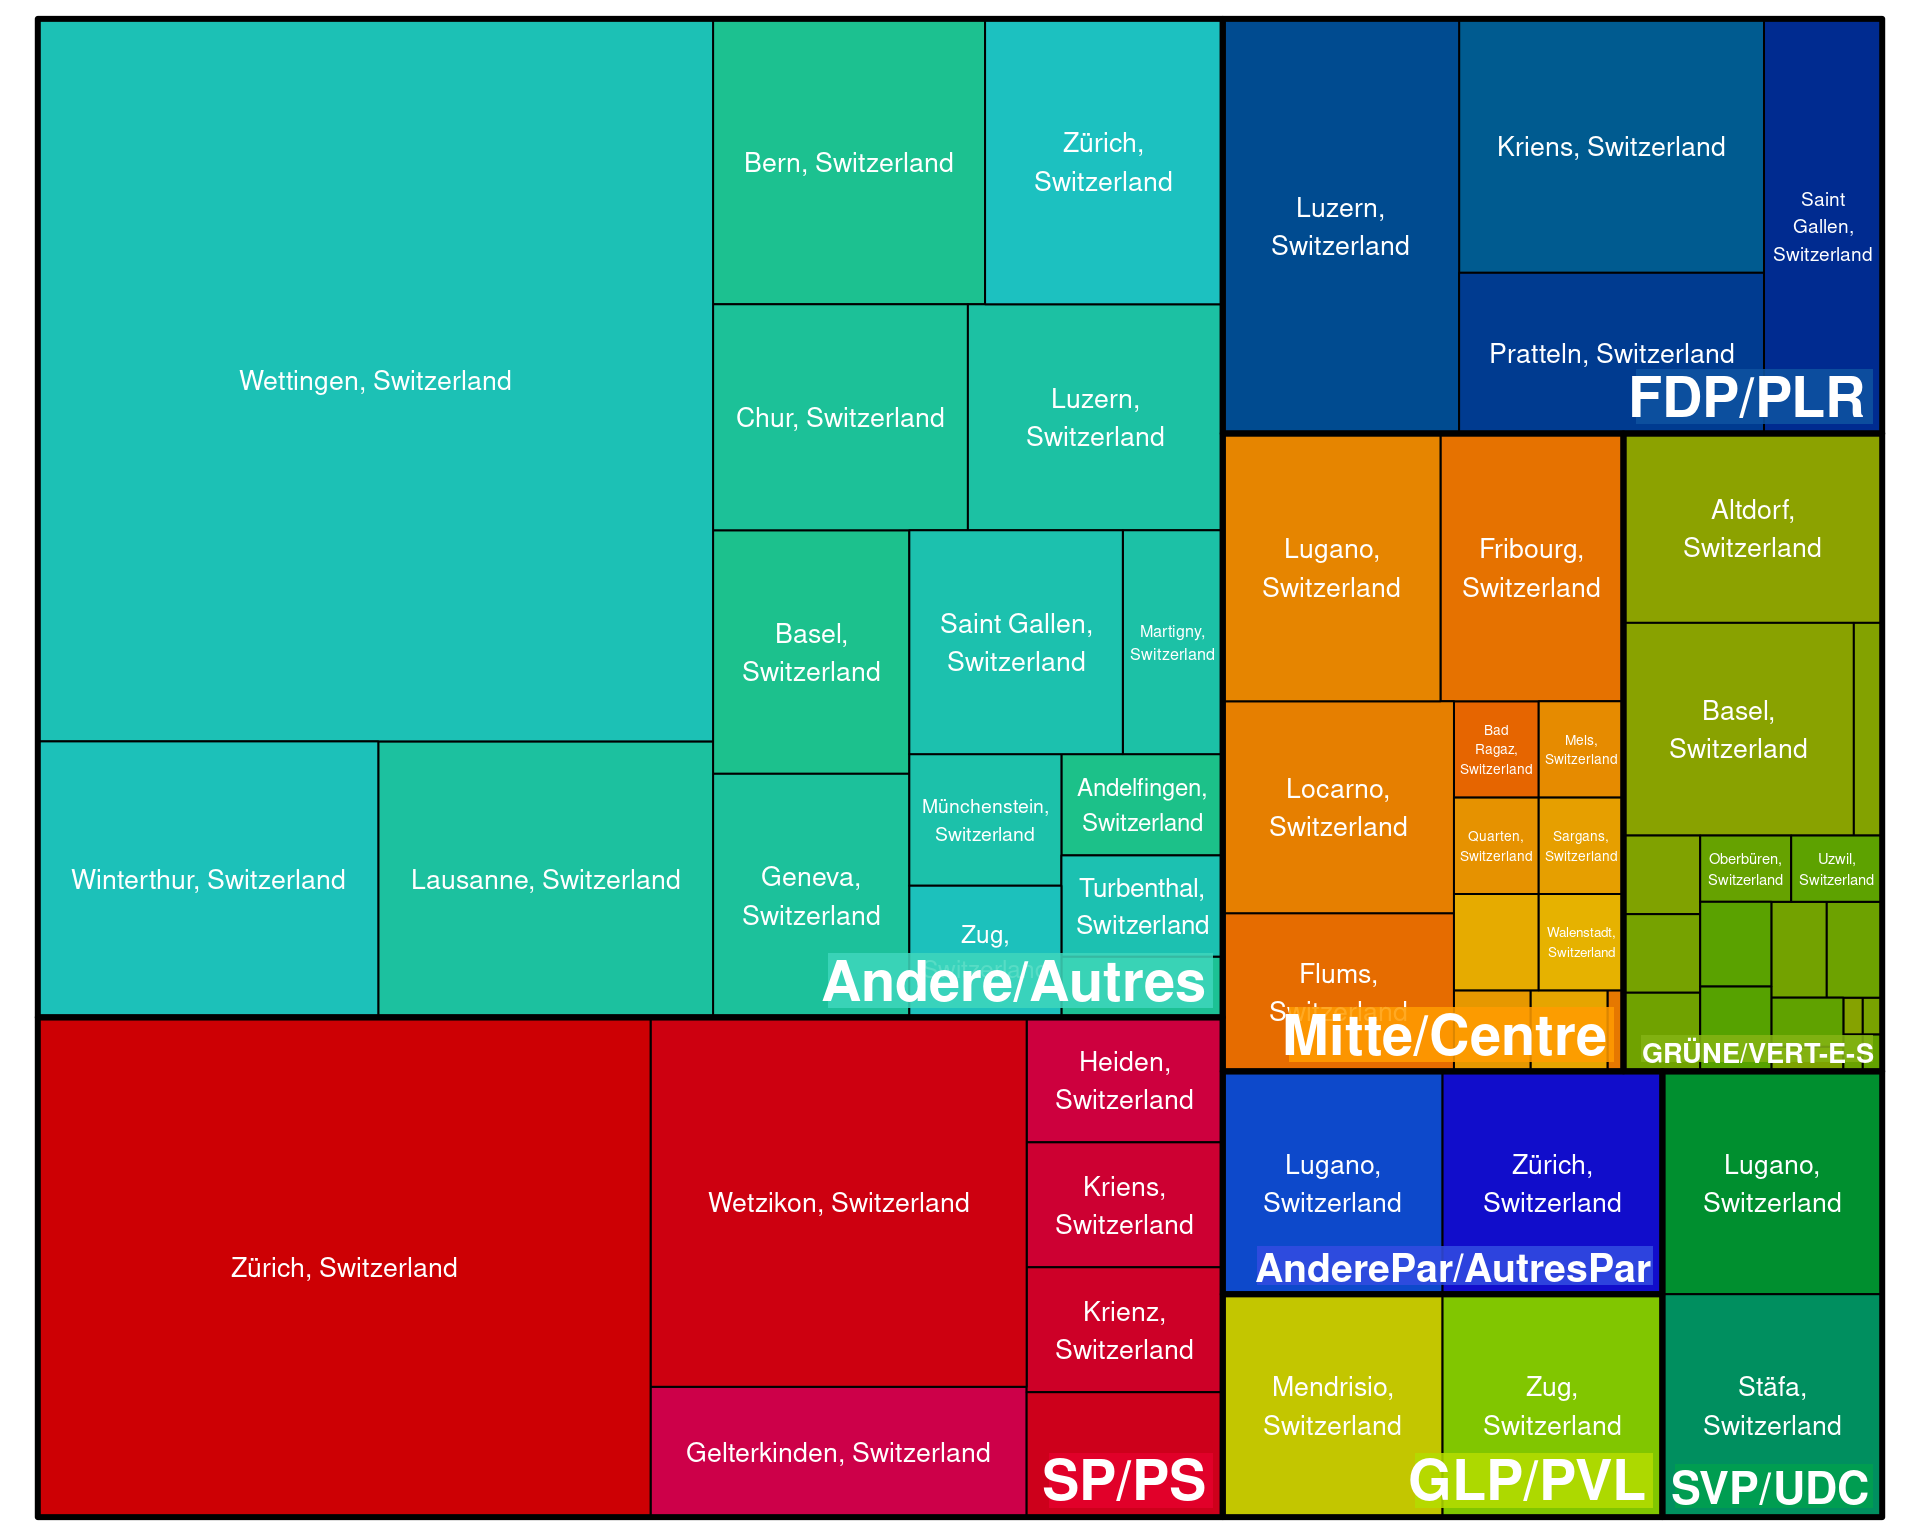 Wettingen, Switzerland
Bern, Switzerland
Zürich,
Switzerland
Chur, Switzerland
Luzern,
Switzerland
Basel,
Switzerland
Saint Gallen,
Switzerland
Martigny,
Switzerland
Winterthur, Switzerland
Lausanne, Switzerland
Geneva,
Switzerland
Münchenstein,
Switzerland
Andelfingen,
Switzerland
Turbenthal,
Switzerland
Zug,
Switzerland
Andere/Autres
Luzern,
Switzerland
Kriens, Switzerland
Pratteln, Switzerland
Saint
Gallen,
Switzerland
FDP/PLR
Lugano,
Switzerland
Fribourg,
Switzerland
Locarno,
Switzerland
Bad
Ragaz,
Switzerland
Mels,
Switzerland
Quarten,
Switzerland
Sargans,
Switzerland
Walenstadt,
Switzerland
Flums,
Switzerland
Mitte/Centre
Altdorf,
Switzerland
Basel,
Switzerland
Oberbüren,
Switzerland
Uzwil,
Switzerland
GRÜNE/VERT-E-S
Zürich, Switzerland
Wetzikon, Switzerland
Gelterkinden, Switzerland
Heiden,
Switzerland
Kriens,
Switzerland
Krienz,
Switzerland
SP/PS
Lugano,
Switzerland
Zürich,
Switzerland
AnderePar/AutresPar
Mendrisio,
Switzerland
Zug,
Switzerland
GLP/PVL
Lugano,
Switzerland
Stäfa,
Switzerland
SVP/UDC